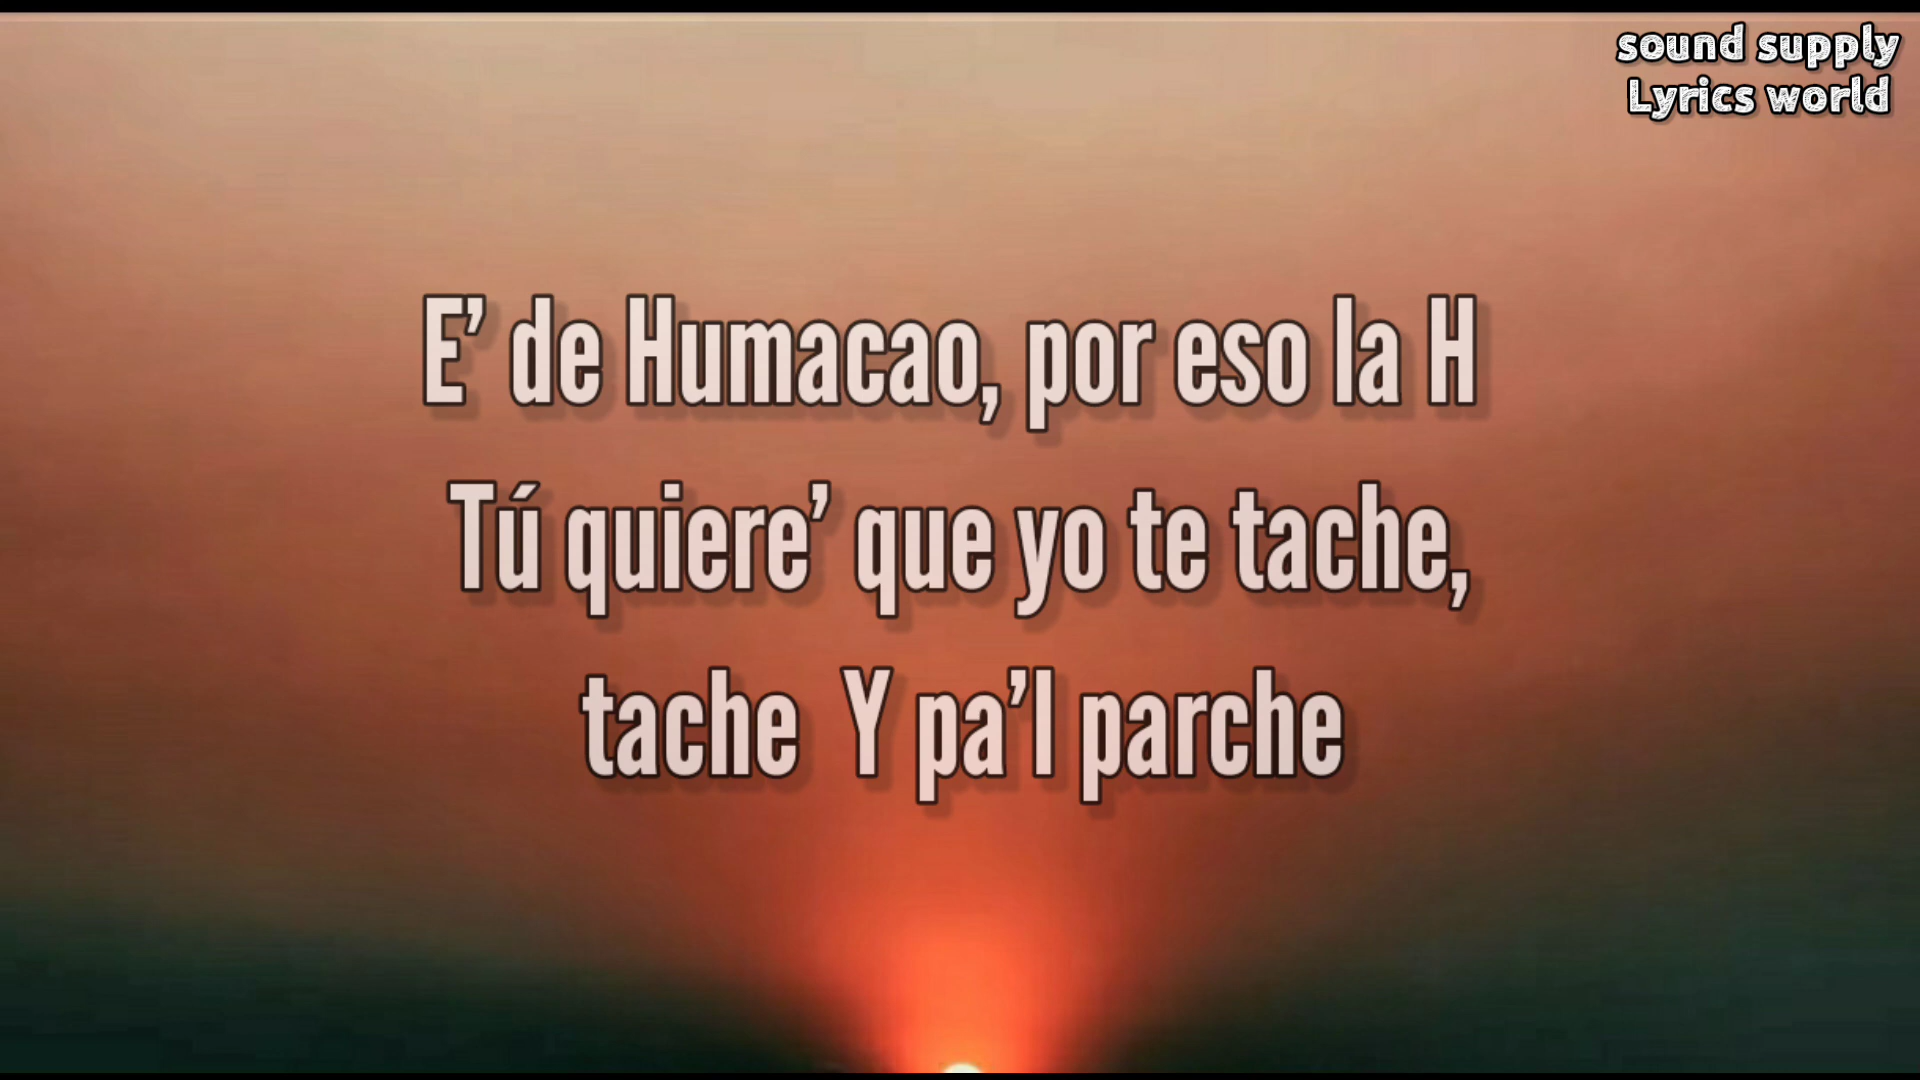 sound supply
Lyrics world
E’ de Humacao, por eso la H
Tú quiere’ que yo te tache,
tache  Y pa’l parche